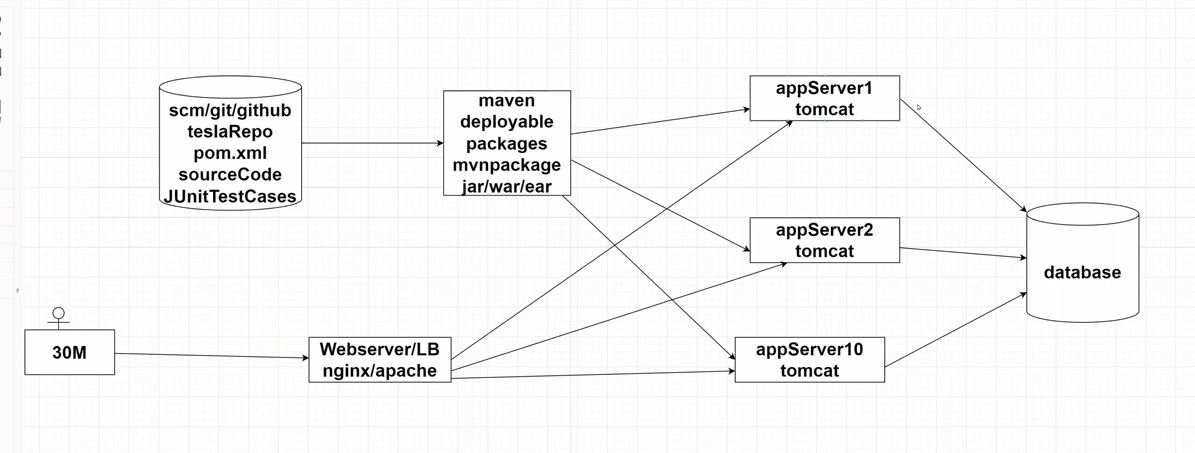 scm/git/github
teslaRepo
pom.xml
sourceCode
JUnitTestCases
maven
deployable
packages
mvnpackage
jar/war/ear
appServer1
tomcat
appServer2
tomcat
appServer10
tomcat
database
30M
Webserver/LB
nginx/apache